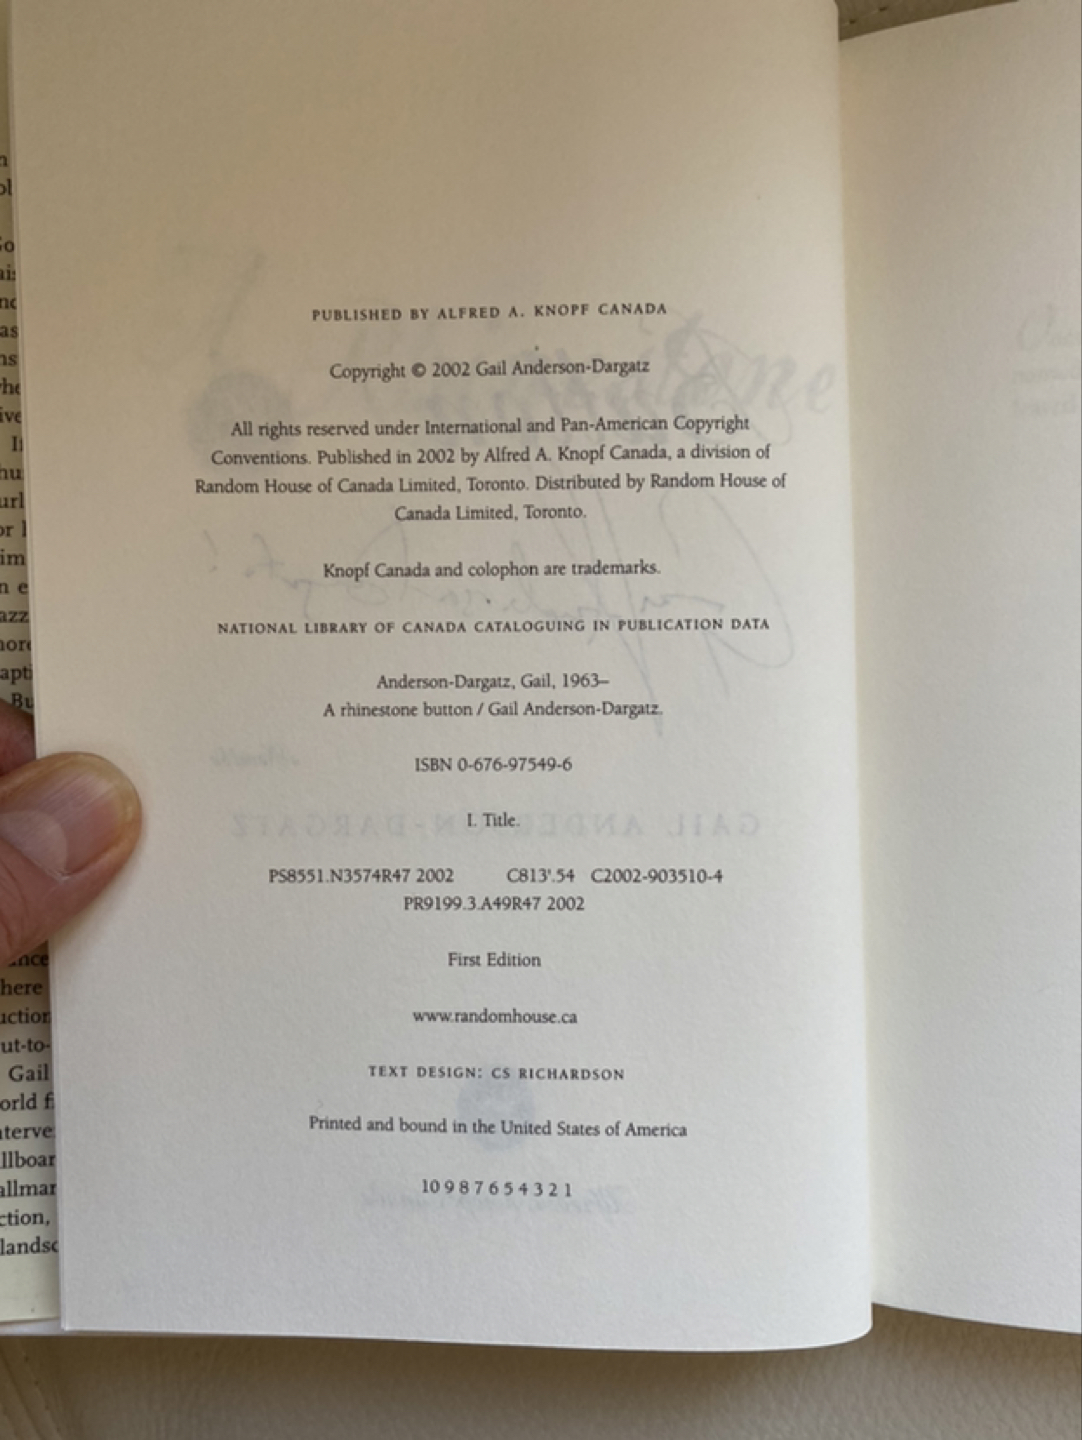 PUBLISHED BY ALFRED A. KNOPF CANADA
Copyright © 2002 Gail Anderson-Dargatz
All rights reserved under International and Pan-American Copyright
Conventions. Published in 2002 by Alfred A. Knopf Canada, a division of
Random House of Canada Limited, Toronto. Distributed by Random House of
Canada Limited, Toronto.
Knopf Canada and colophon are trademarks.
NATIONAL LIBRARY OF CANADA CATALOGUING IN PUBLICATION DATA
Anderson-Dargatz, Gail, 1963–
A rhinestone button / Gail Anderson-Dargatz.
ISBN 0-676-97549-6
I. Title.
PS8551.N3574R47 2002 C813'.54 C2002-903510-4
PR9199.3.A49R47 2002
First Edition
www.randomhouse.ca
TEXT DESIGN: CS RICHARDSON
Printed and bound in the United States of America
10 9 8 7 6 5 4 3 2 1
here
ut-to-
Gail